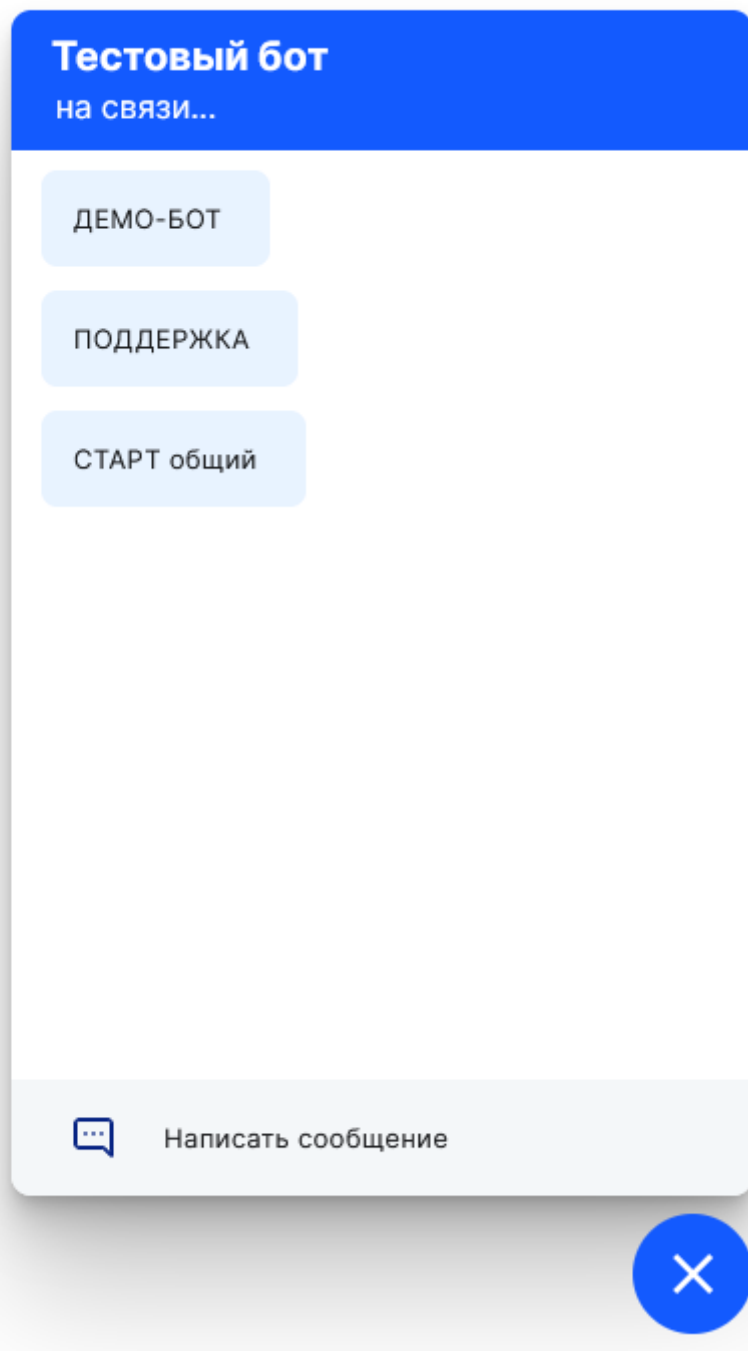 Тестовый бот
на связи...
ДЕМО-БОТ
ПОДДЕРЖКА
СТАРТ общий
Написать сообщение